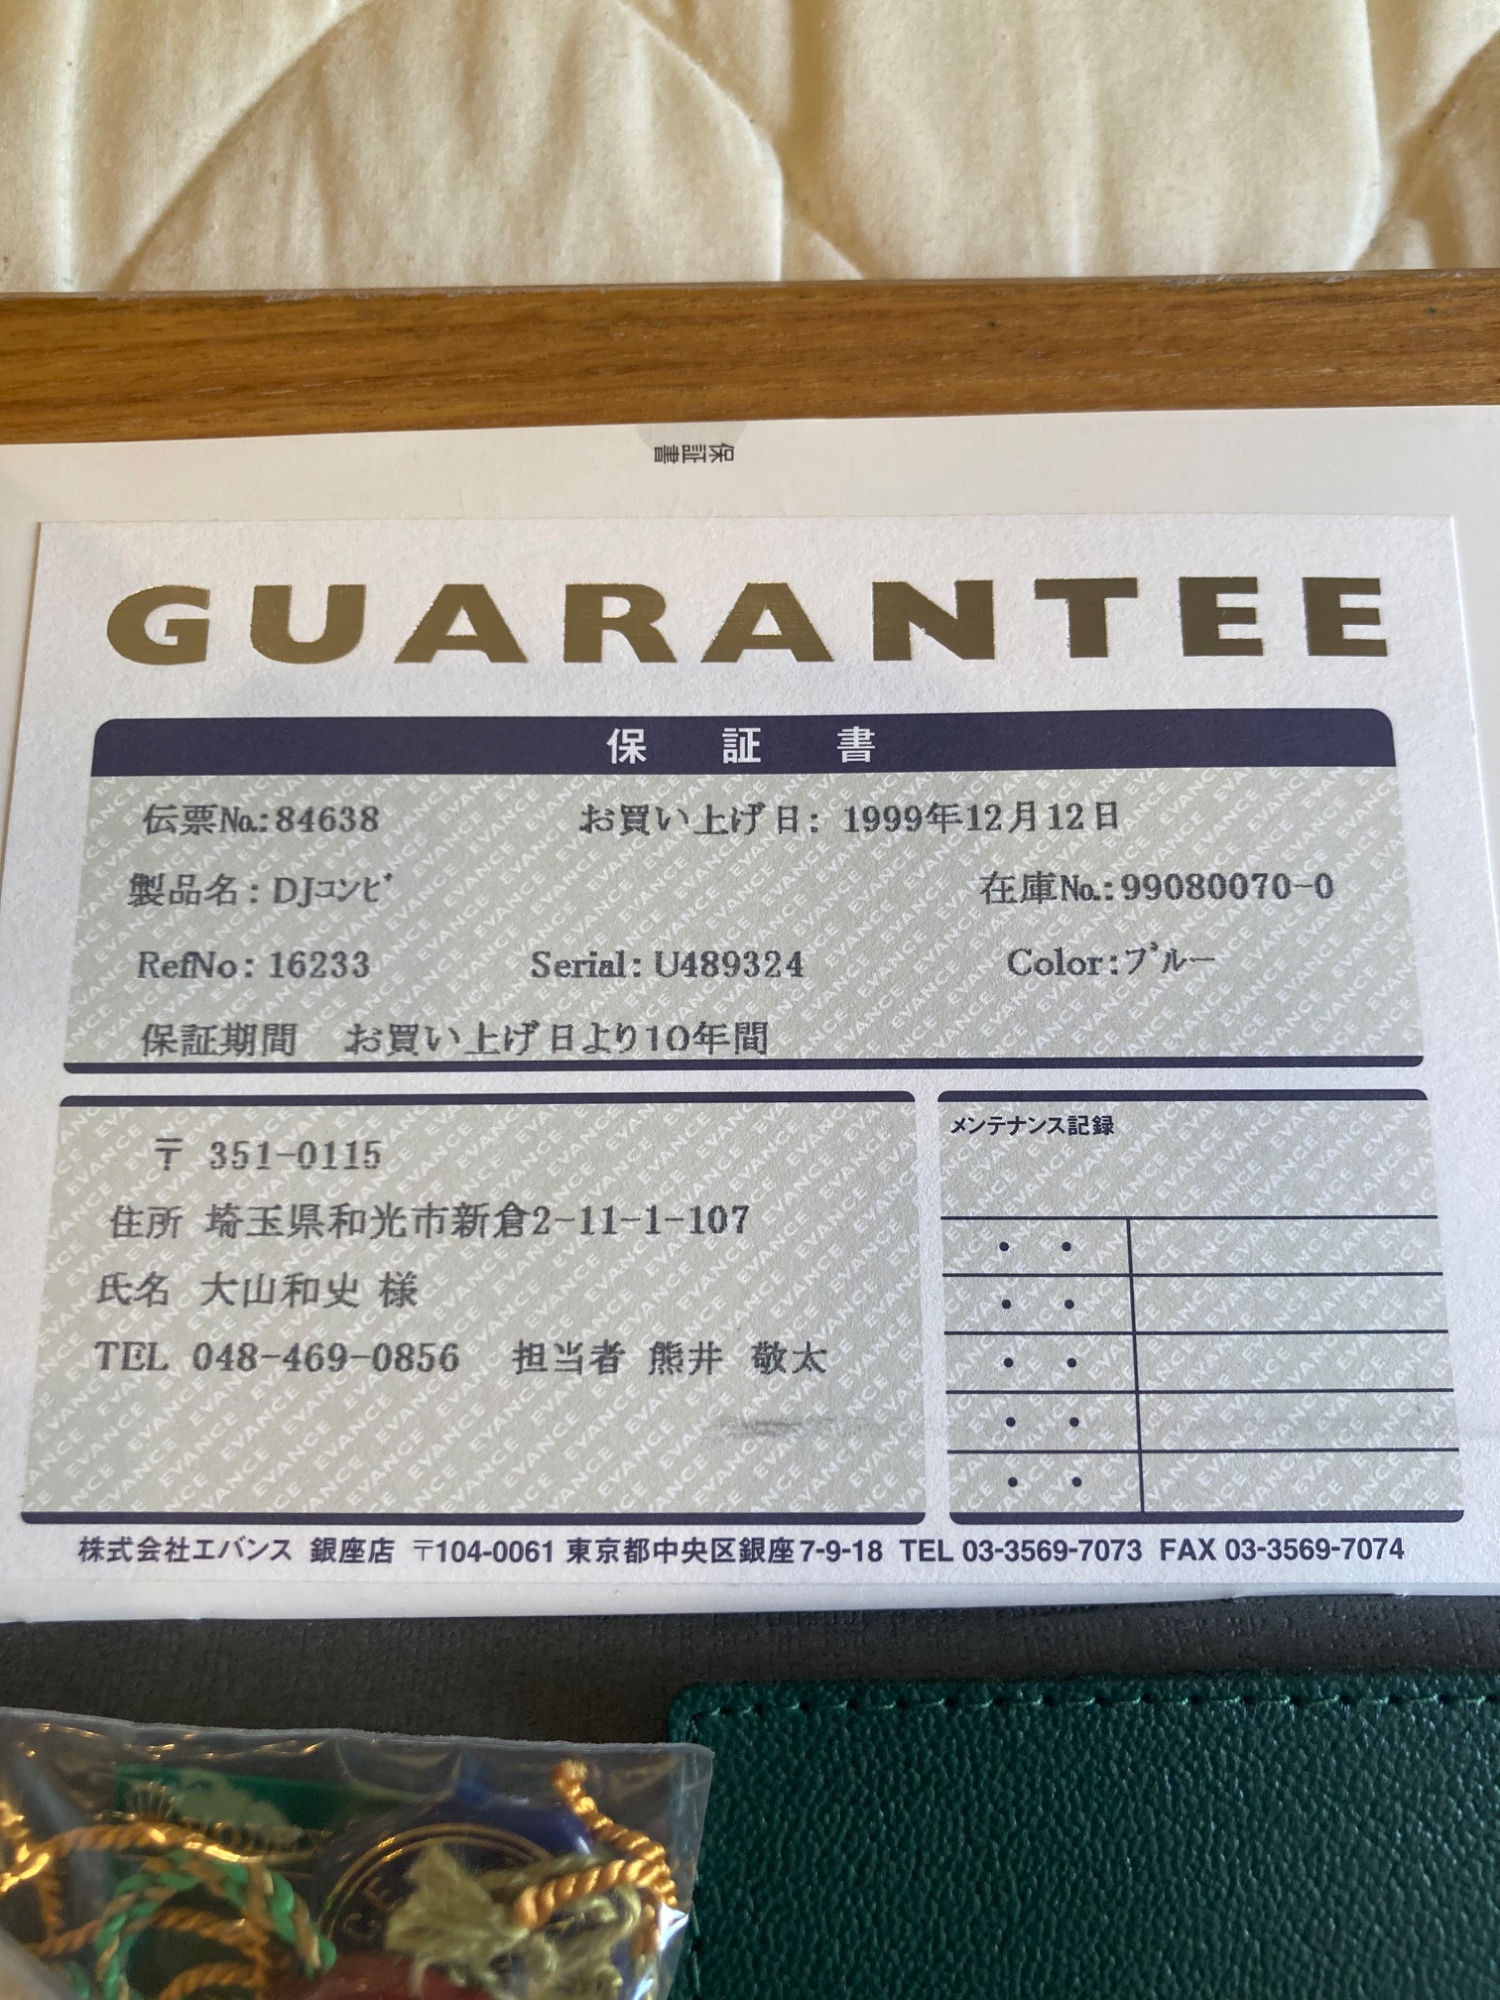 保証書
GUARANTEE
保証書
伝票No.:84638 お買い上げ日: 1999年12月12日
製品名: DJコンビ 在庫No.:99080070-0
RefNo: 16233 Serial: U489324 Color:ブルー
保証期間 お買い上げ日より10年間
〒 351-0115
住所 埼玉県和光市新倉2-11-1-107
氏名 大山和史 様
TEL 048-469-0856 担当者 熊井 敬太
メンテナンス記録
株式会社エバンス 銀座店 〒104-0061 東京都中央区銀座7-9-18 TEL 03-3569-7073 FAX 03-3569-7074
EVANCE
ROLEX